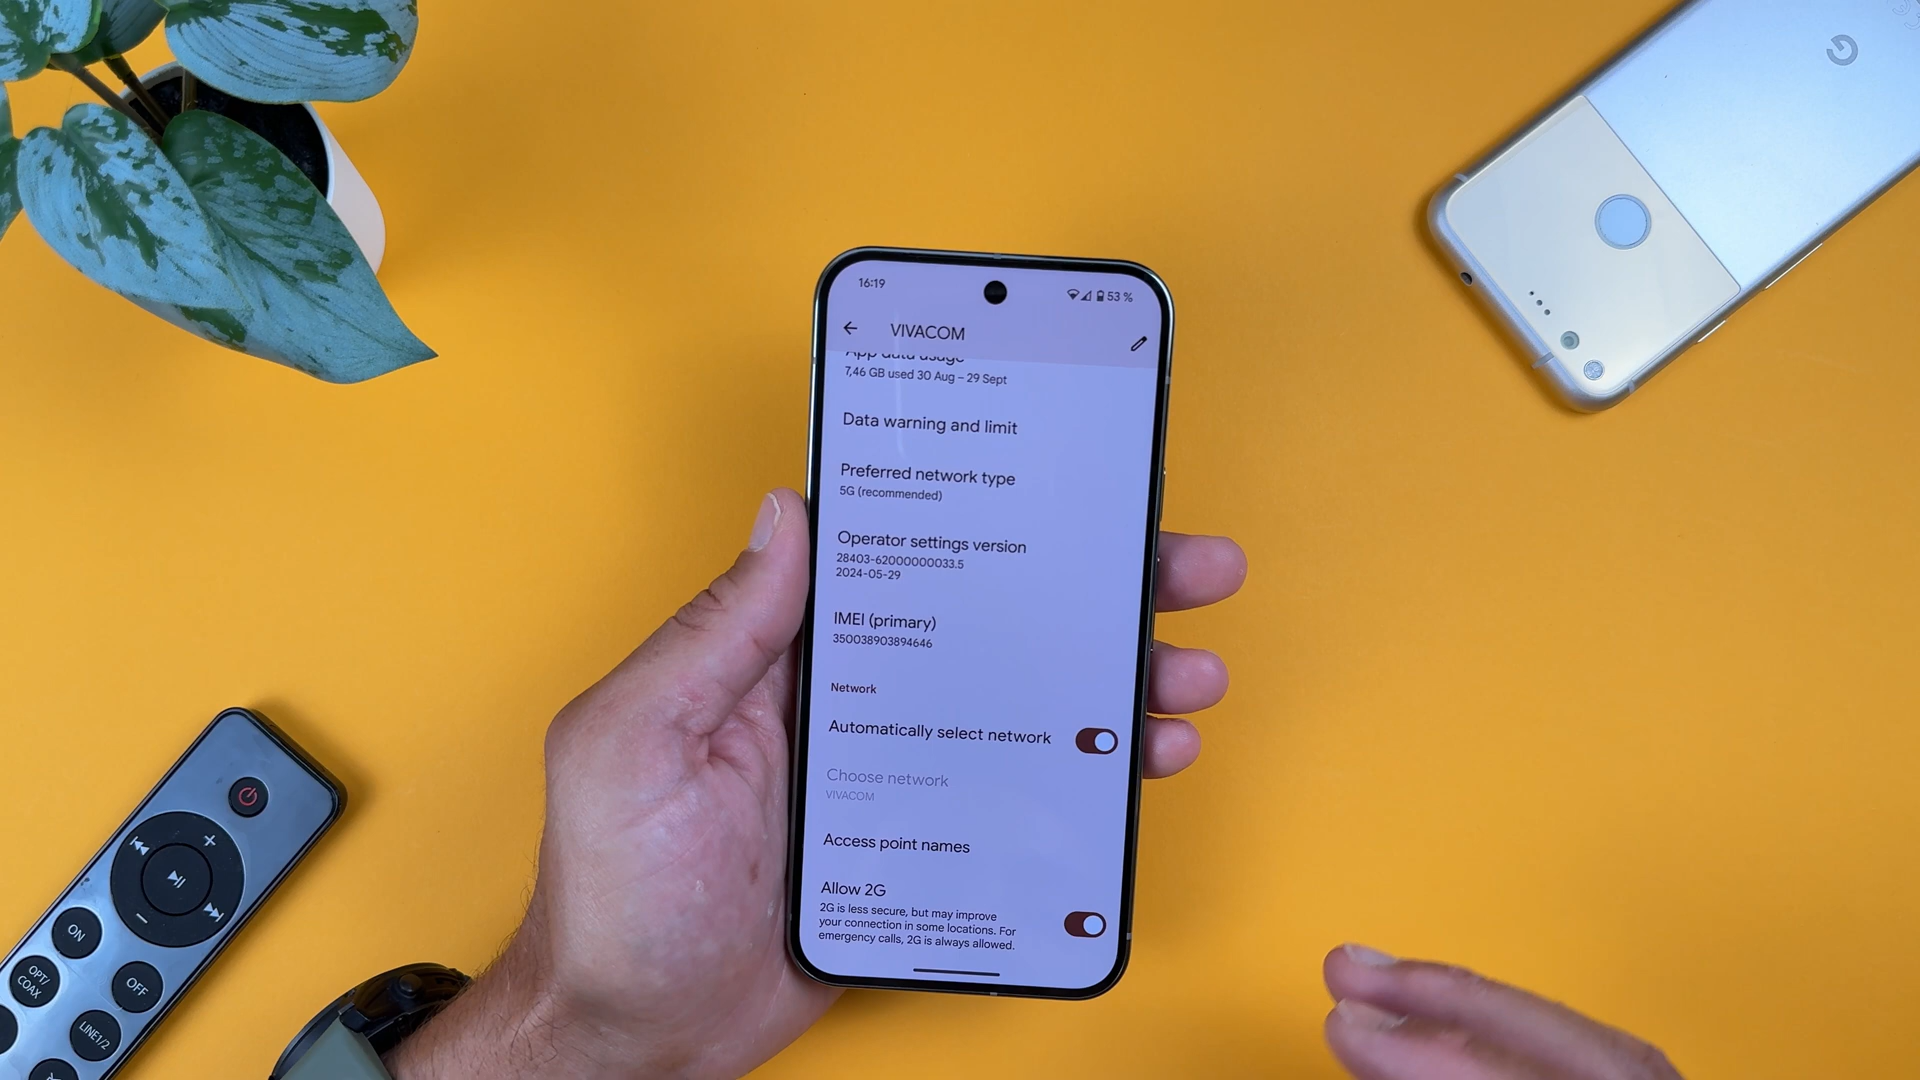 16:19
53 %
VIVACOM
App data usage
7,46 GB used 30 Aug – 29 Sept
Data warning and limit
Preferred network type
5G (recommended)
Operator settings version
28403-62000000033.5
2024-05-29
IMEI (primary)
350038903894646
Network
Automatically select network
Choose network
VIVACOM
Access point names
Allow 2G
2G is less secure, but may improve
your connection in some locations. For
emergency calls, 2G is always allowed.
ON
OPT/
COAX
OFF
LINE1/2
G